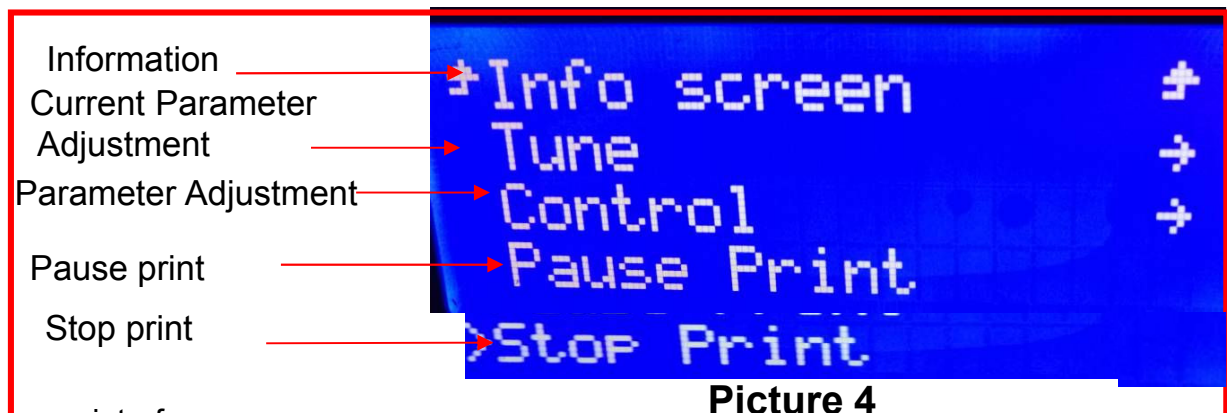 Information
Current Parameter
Adjustment
Parameter Adjustment
Pause print
Stop print
Info screen
Tune
Control
Pause Print
Stop Print
Picture 4